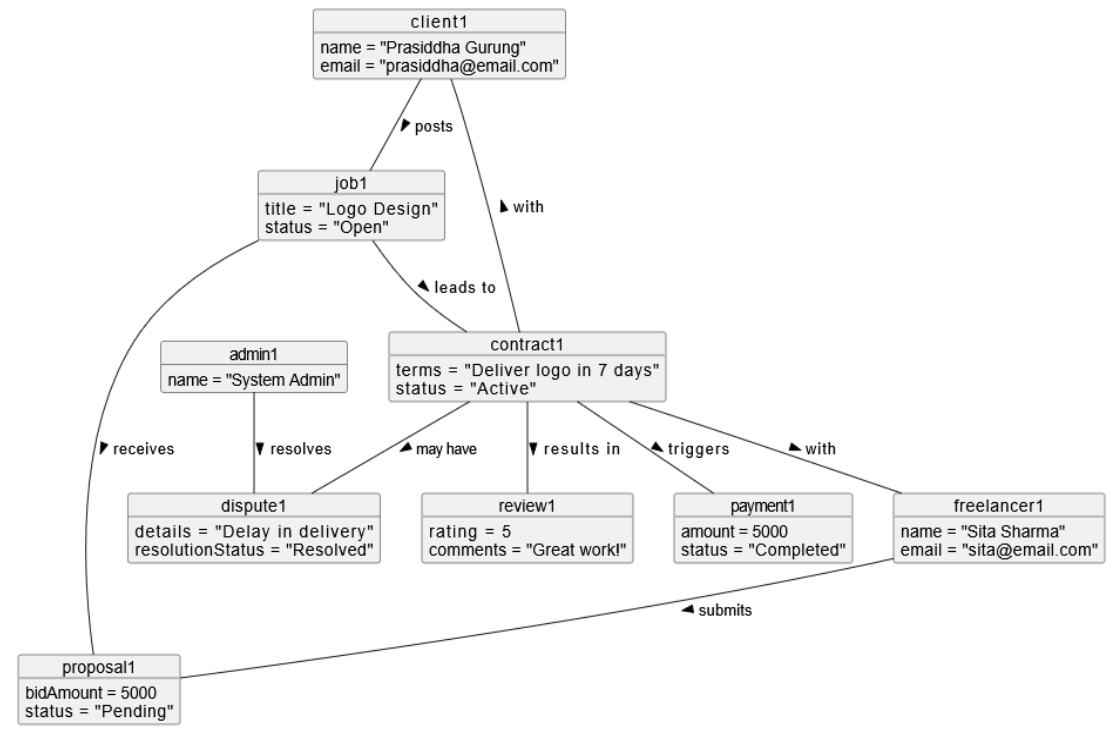 client1
name = "Prasiddha Gurung"
email = "prasiddha@email.com"
posts
job1
title = "Logo Design"
status = "Open"
with
leads to
contract1
terms = "Deliver logo in 7 days"
status = "Active"
admin1
name = "System Admin"
receives
resolves
may have
results in
triggers
with
dispute1
details = "Delay in delivery"
resolutionStatus = "Resolved"
review1
rating = 5
comments = "Great work!"
payment1
amount = 5000
status = "Completed"
freelancer1
name = "Sita Sharma"
email = "sita@email.com"
submits
proposal1
bidAmount = 5000
status = "Pending"